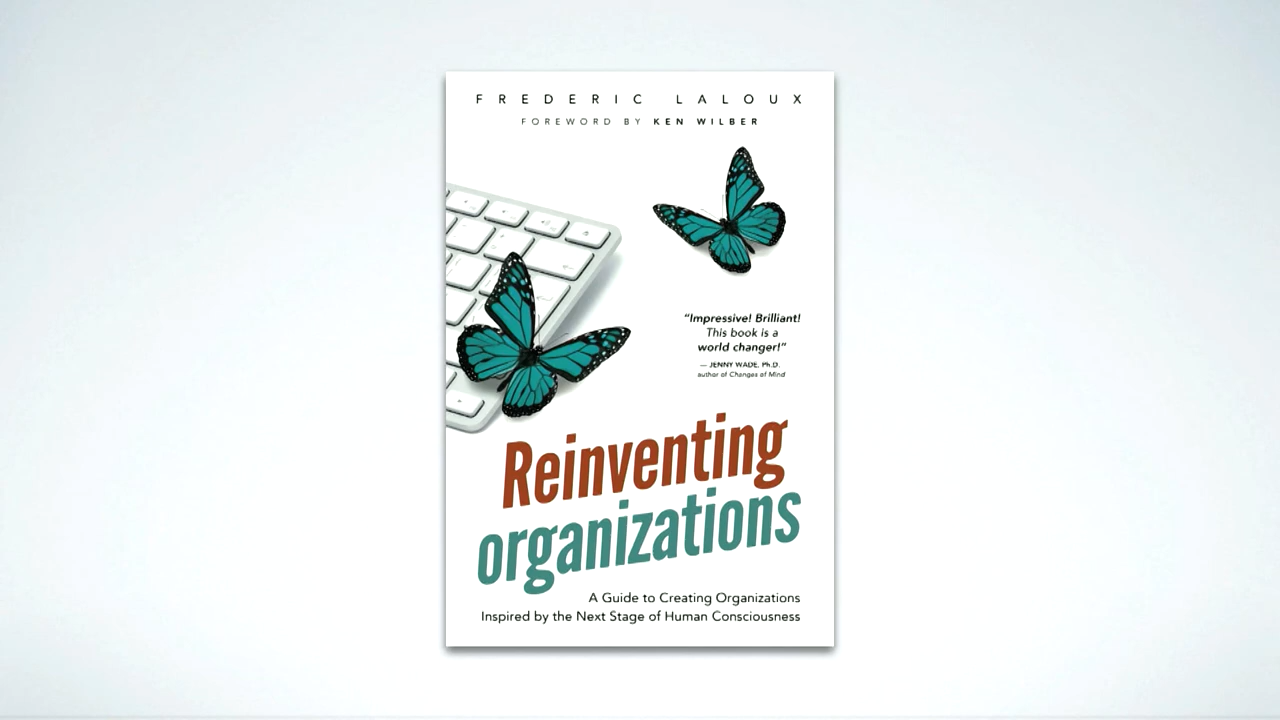 FREDERIC LALOUX
FOREWORD BY KEN WILBER
“Impressive! Brilliant!
This book is a
world changer!”
— JENNY WADE, Ph.D.
author of Changes of Mind
Reinventing
organizations
A Guide to Creating Organizations
Inspired by the Next Stage of Human Consciousness